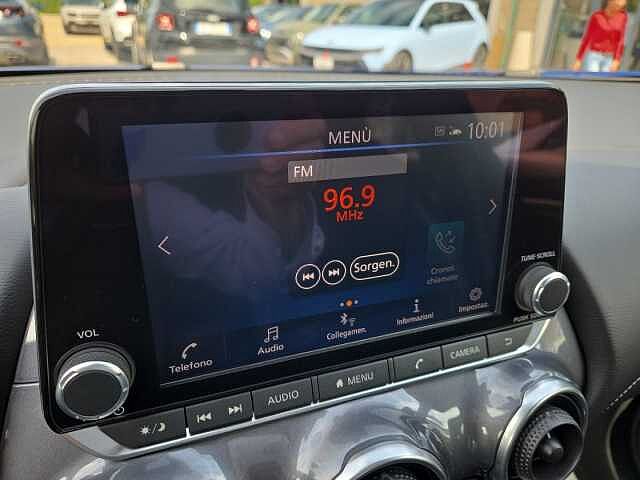 MENÙ
10:01
FM
96.9
MHz
Sorgen.
Cronol.
chiamate
Telefono
Audio
Collegamen.
Informazioni
Impostaz.
TUNE•SCROLL
VOL
PUSH
AUDIO
MENU
CAMERA